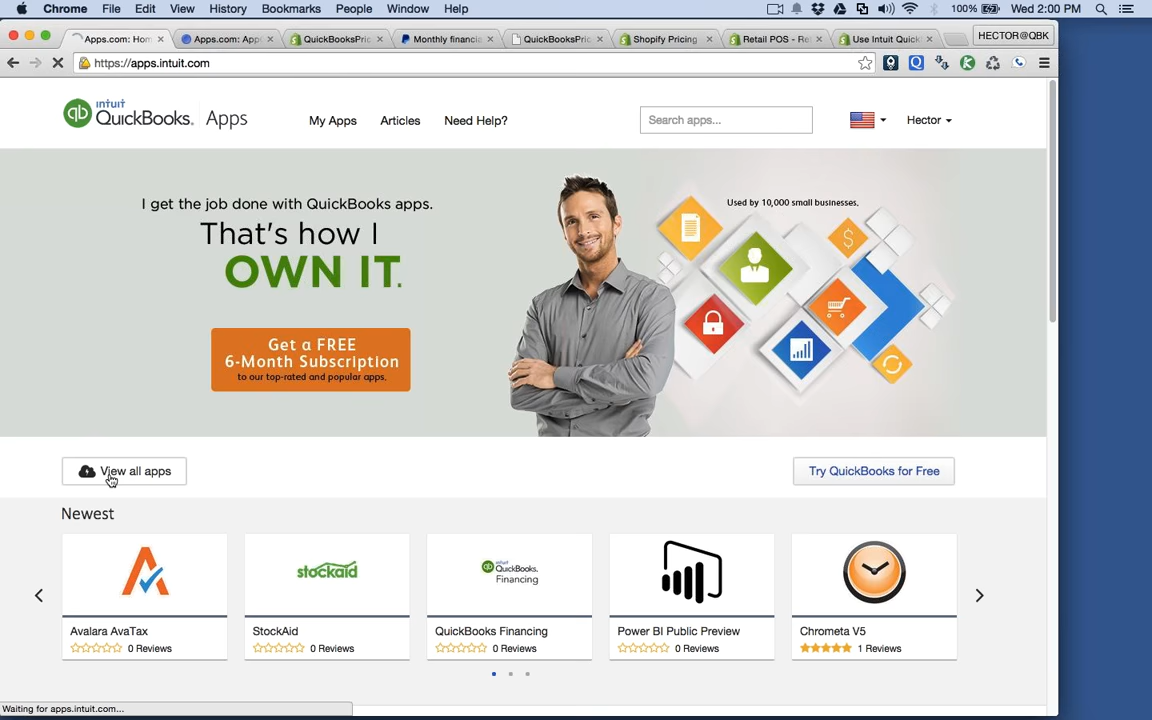 Chrome File Edit View History Bookmarks People Window Help 100% Wed 2:00 PM
Apps.com: Hom Apps.com: App QuickBooksPric Monthly financia QuickBooksPric Shopify Pricing Retail POS - Re Use Intuit Quick HECTOR@QBK
https://apps.intuit.com
intuit QuickBooks. Apps My Apps Articles Need Help? Search apps... Hector
I get the job done with QuickBooks apps.
That's how I
OWN IT.
Used by 10,000 small businesses.
Get a FREE
6-Month Subscription
to our top-rated and popular apps.
View all apps Try QuickBooks for Free
Newest
stockaid intuit QuickBooks. Financing
Avalara AvaTax StockAid QuickBooks Financing Power BI Public Preview Chrometa V5
0 Reviews 0 Reviews 0 Reviews 0 Reviews 1 Reviews
Waiting for apps.intuit.com...